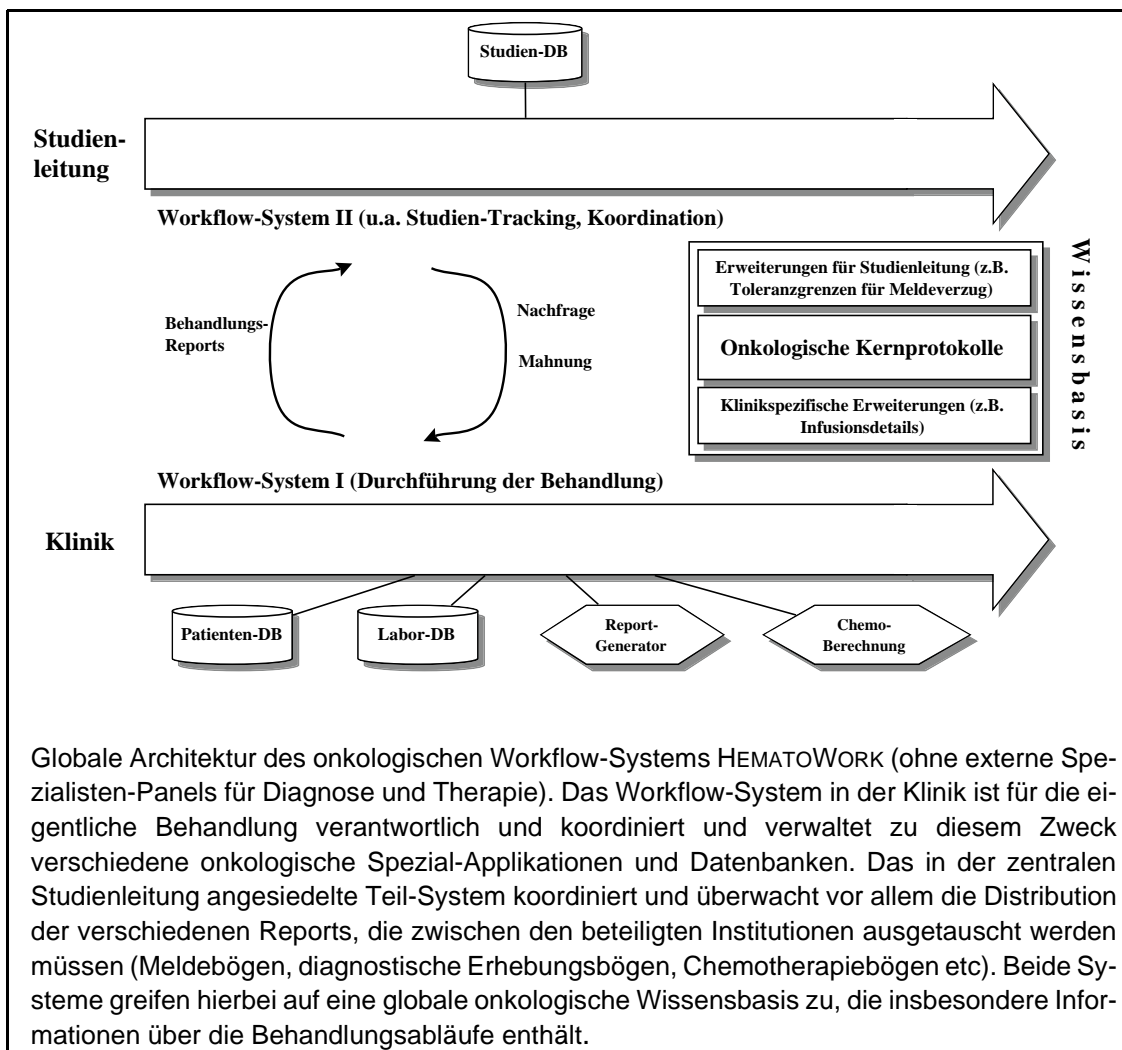 Studien-DB
Studien-
leitung
Workflow-System II (u.a. Studien-Tracking, Koordination)
Erweiterungen für Studienleitung (z.B.
Toleranzgrenzen für Meldeverzug)
Onkologische Kernprotokolle
Klinikspezifische Erweiterungen (z.B.
Infusionsdetails)
Wissensbasis
Behandlungs-
Reports
Nachfrage
Mahnung
Workflow-System I (Durchführung der Behandlung)
Klinik
Patienten-DB
Labor-DB
Report-
Generator
Chemo-
Berechnung
Globale Architektur des onkologischen Workflow-Systems HEMATOWORK (ohne externe Spe-
zialisten-Panels für Diagnose und Therapie). Das Workflow-System in der Klinik ist für die ei-
gentliche Behandlung verantwortlich und koordiniert und verwaltet zu diesem Zweck
verschiedene onkologische Spezial-Applikationen und Datenbanken. Das in der zentralen
Studienleitung angesiedelte Teil-System koordiniert und überwacht vor allem die Distribution
der verschiedenen Reports, die zwischen den beteiligten Institutionen ausgetauscht werden
müssen (Meldebögen, diagnostische Erhebungsbögen, Chemotherapiebögen etc). Beide Sy-
steme greifen hierbei auf eine globale onkologische Wissensbasis zu, die insbesondere Infor-
mationen über die Behandlungsabläufe enthält.